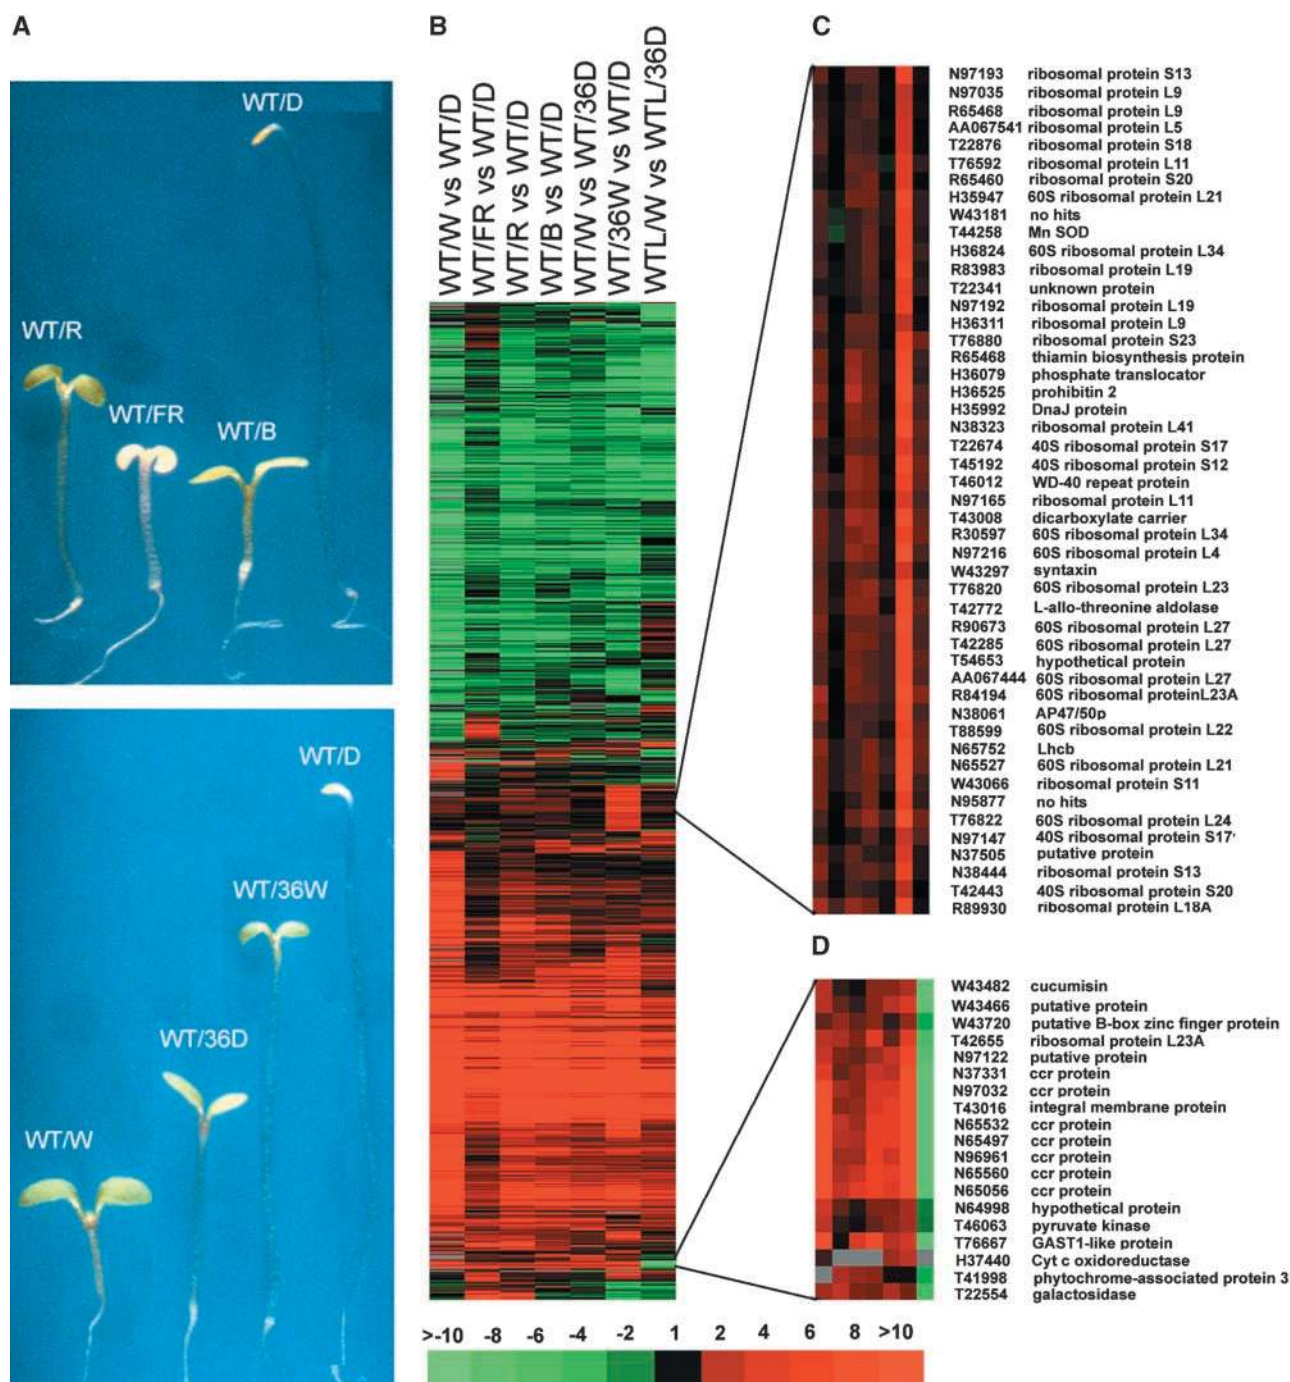 A
WT/D
WT/R
WT/FR
WT/B
WT/D
WT/36W
WT/36D
WT/W
B
WT/W vs WT/D
WT/FR vs WT/D
WT/R vs WT/D
WT/B vs WT/D
WT/W vs WT/36D
WT/36W vs WT/D
WTL/W vs WTL/36D
>-10 -8 -6 -4 -2 1 2 4 6 8 >10
C
N97193 ribosomal protein S13
N97035 ribosomal protein L9
R65468 ribosomal protein L9
AA067541 ribosomal protein L5
T22876 ribosomal protein S18
T76592 ribosomal protein L11
R65460 ribosomal protein S20
H35947 60S ribosomal protein L21
W43181 no hits
T44258 Mn SOD
H36824 60S ribosomal protein L34
R83983 ribosomal protein L19
T22341 unknown protein
N97192 ribosomal protein L19
H36311 ribosomal protein L9
T76880 ribosomal protein S23
R65468 thiamin biosynthesis protein
H36079 phosphate translocator
H36525 prohibitin 2
H35992 DnaJ protein
N38323 ribosomal protein L41
T22674 40S ribosomal protein S17
T45192 40S ribosomal protein S12
T46012 WD-40 repeat protein
N97165 ribosomal protein L11
T43008 dicarboxylate carrier
R30597 60S ribosomal protein L34
N97216 60S ribosomal protein L4
W43297 syntaxin
T76820 60S ribosomal protein L23
T42772 L-allo-threonine aldolase
R90673 60S ribosomal protein L27
T42285 60S ribosomal protein L27
T54653 hypothetical protein
AA067444 60S ribosomal protein L27
R84194 60S ribosomal proteinL23A
N38061 AP47/50p
T88599 60S ribosomal protein L22
N65752 Lhcb
N65527 60S ribosomal protein L21
W43066 ribosomal protein S11
N95877 no hits
T76822 60S ribosomal protein L24
N97147 40S ribosomal protein S17
N37505 putative protein
N38444 ribosomal protein S13
T42443 40S ribosomal protein S20
R89930 ribosomal protein L18A
D
W43482 cucumisin
W43466 putative protein
W43720 putative B-box zinc finger protein
T42655 ribosomal protein L23A
N97122 putative protein
N37331 ccr protein
N97032 ccr protein
T43016 integral membrane protein
N65532 ccr protein
N65497 ccr protein
N96961 ccr protein
N65560 ccr protein
N65056 ccr protein
N64998 hypothetical protein
T46063 pyruvate kinase
T76667 GAST1-like protein
H37440 Cyt c oxidoreductase
T41998 phytochrome-associated protein 3
T22554 galactosidase